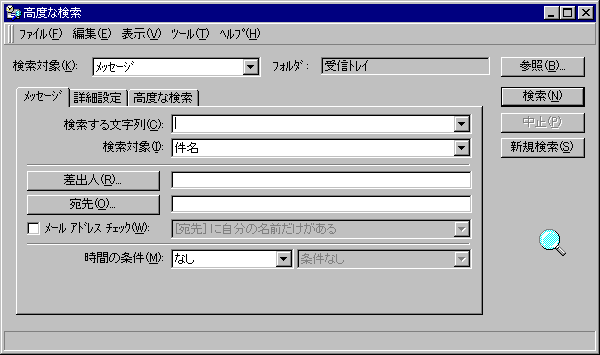 高度な検索
ﾌｧｲﾙ(F) 編集(E) 表示(V) ﾂｰﾙ(T) ﾍﾙﾌﾟ(H)
検索対象(K): ﾒｯｾｰｼﾞ ﾌｫﾙﾀﾞ: 受信ﾄﾚｲ 参照(B)...
ﾒｯｾｰｼﾞ 詳細設定 高度な検索 検索(N)
検索する文字列(C): 中止(P)
検索対象(I): 件名 新規検索(S)
差出人(R)...
宛先(O)...
ﾒｰﾙ ｱﾄﾞﾚｽ ﾁｪｯｸ(W): [宛先] に自分の名前だけがある
時間の条件(M): なし 条件なし